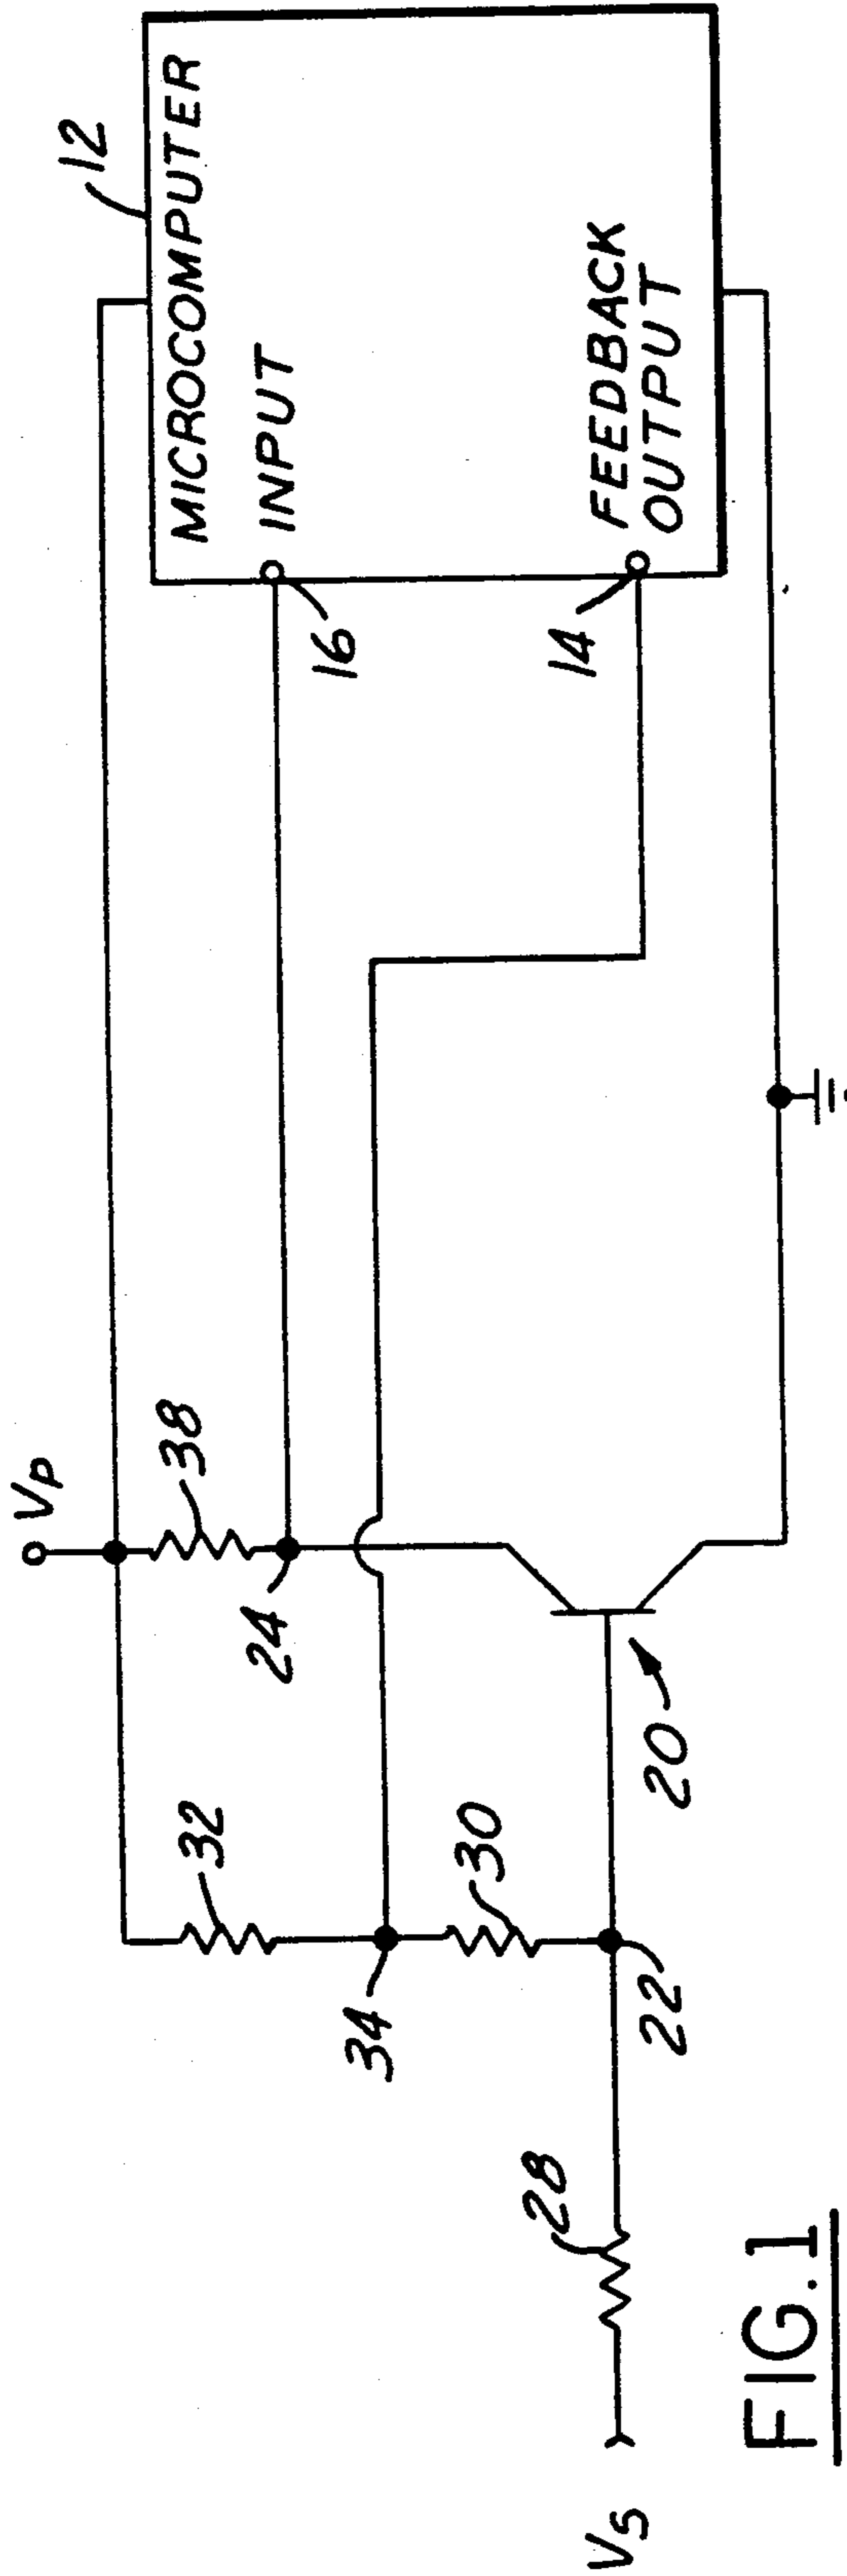 Vp
12
MICROCOMPUTER
38
INPUT
24
16
32
34
30
FEEDBACK
OUTPUT
14
20
22
28
Vs
FIG.1